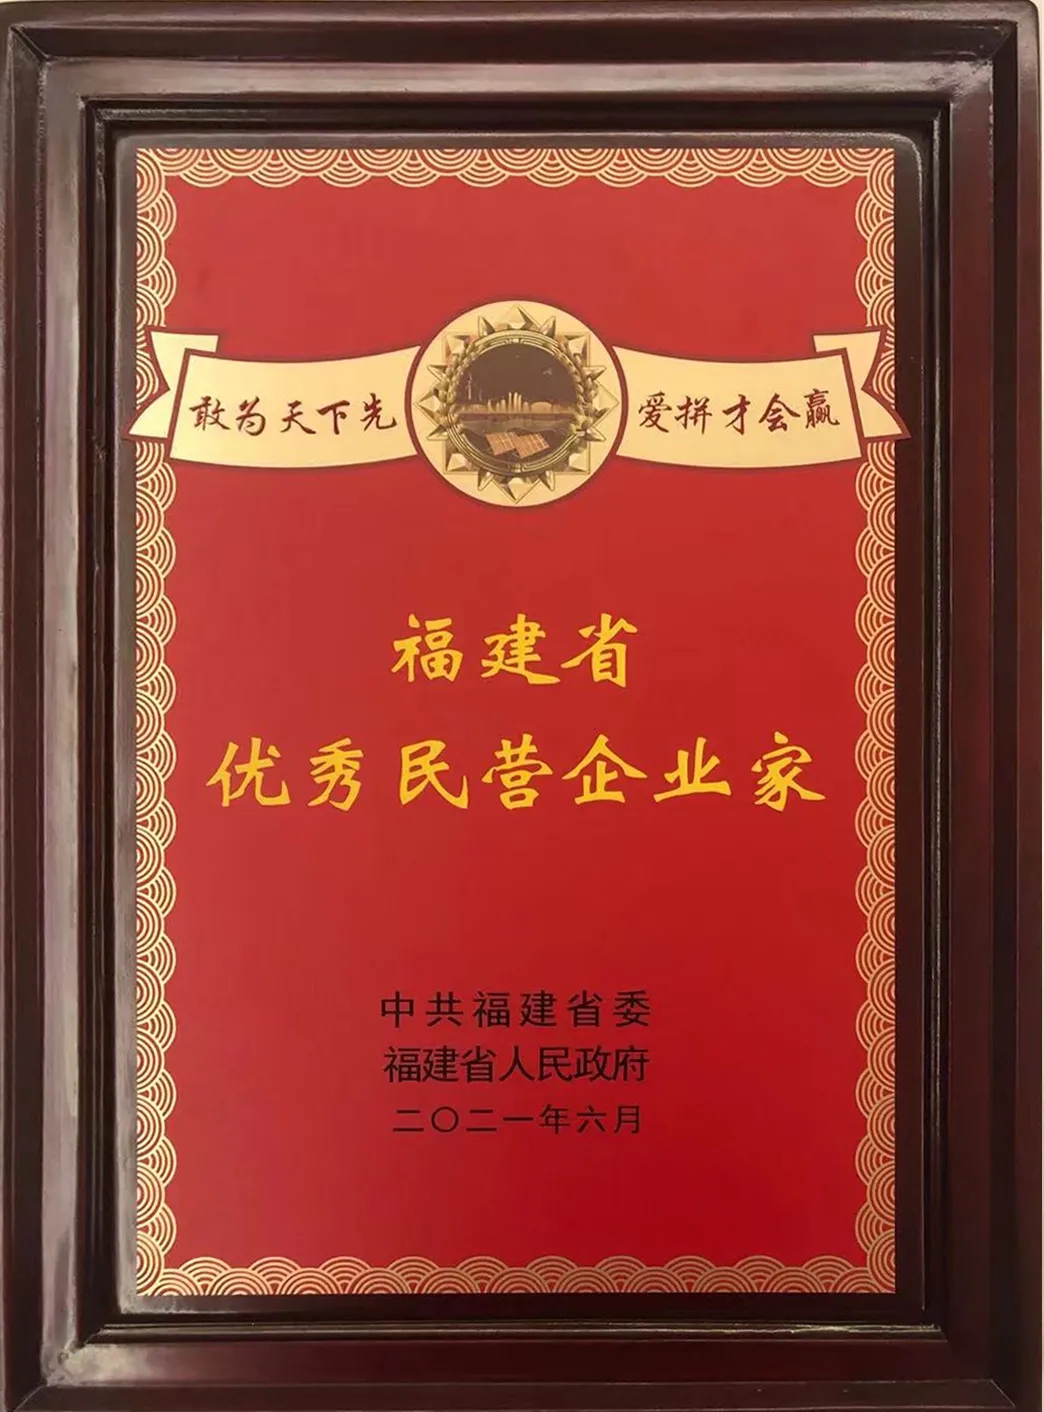 敢为天下先 爱拼才会赢
福建省
优秀民营企业家
中共福建省委
福建省人民政府
二〇二一年六月